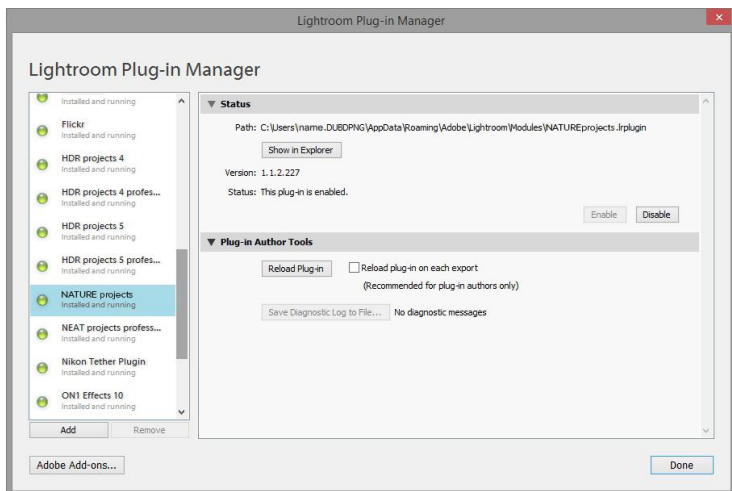 Lightroom Plug-in Manager
Lightroom Plug-in Manager
Installed and running
Flickr
Installed and running
HDR projects 4
Installed and running
HDR projects 4 profes...
Installed and running
HDR projects 5
Installed and running
HDR projects 5 profes...
Installed and running
NATURE projects
Installed and running
NEAT projects profess...
Installed and running
Nikon Tether Plugin
Installed and running
ON1 Effects 10
Installed and running
Add Remove
Adobe Add-ons...
Status
Path: C:\Users\name.DUBDPNG\AppData\Roaming\Adobe\Lightroom\Modules\NATUREprojects.lrplugin
Show in Explorer
Version: 1.1.2.227
Status: This plug-in is enabled.
Enable Disable
Plug-in Author Tools
Reload Plug-in Reload plug-in on each export
(Recommended for plug-in authors only)
Save Diagnostic Log to File... No diagnostic messages
Done